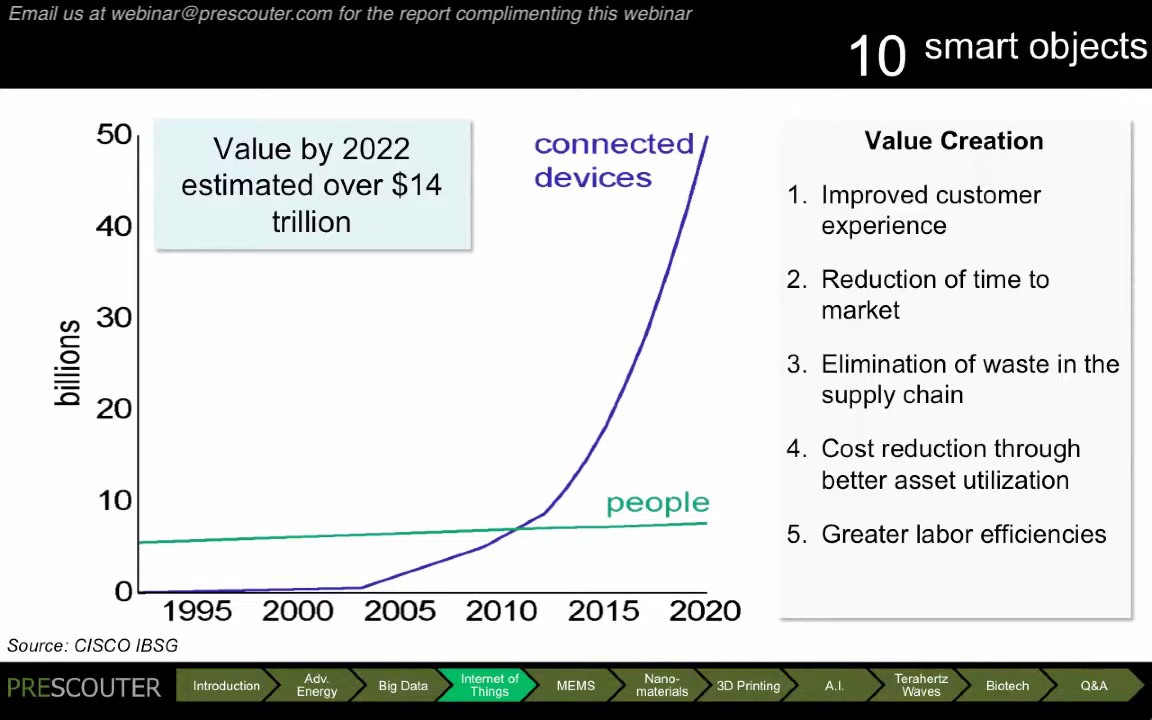 Email us at webinar@prescouter.com for the report complimenting this webinar
10 smart objects
Value by 2022
estimated over $14
trillion
connected
devices
people
billions
50
40
30
20
10
0
1995 2000 2005 2010 2015 2020
Value Creation
1. Improved customer
experience
2. Reduction of time to
market
3. Elimination of waste in the
supply chain
4. Cost reduction through
better asset utilization
5. Greater labor efficiencies
Source: CISCO IBSG
PRESCOUTER
Introduction
Adv.
Energy
Big Data
Internet of
Things
MEMS
Nano-
materials
3D Printing
A.I.
Terahertz
Waves
Biotech
Q&A